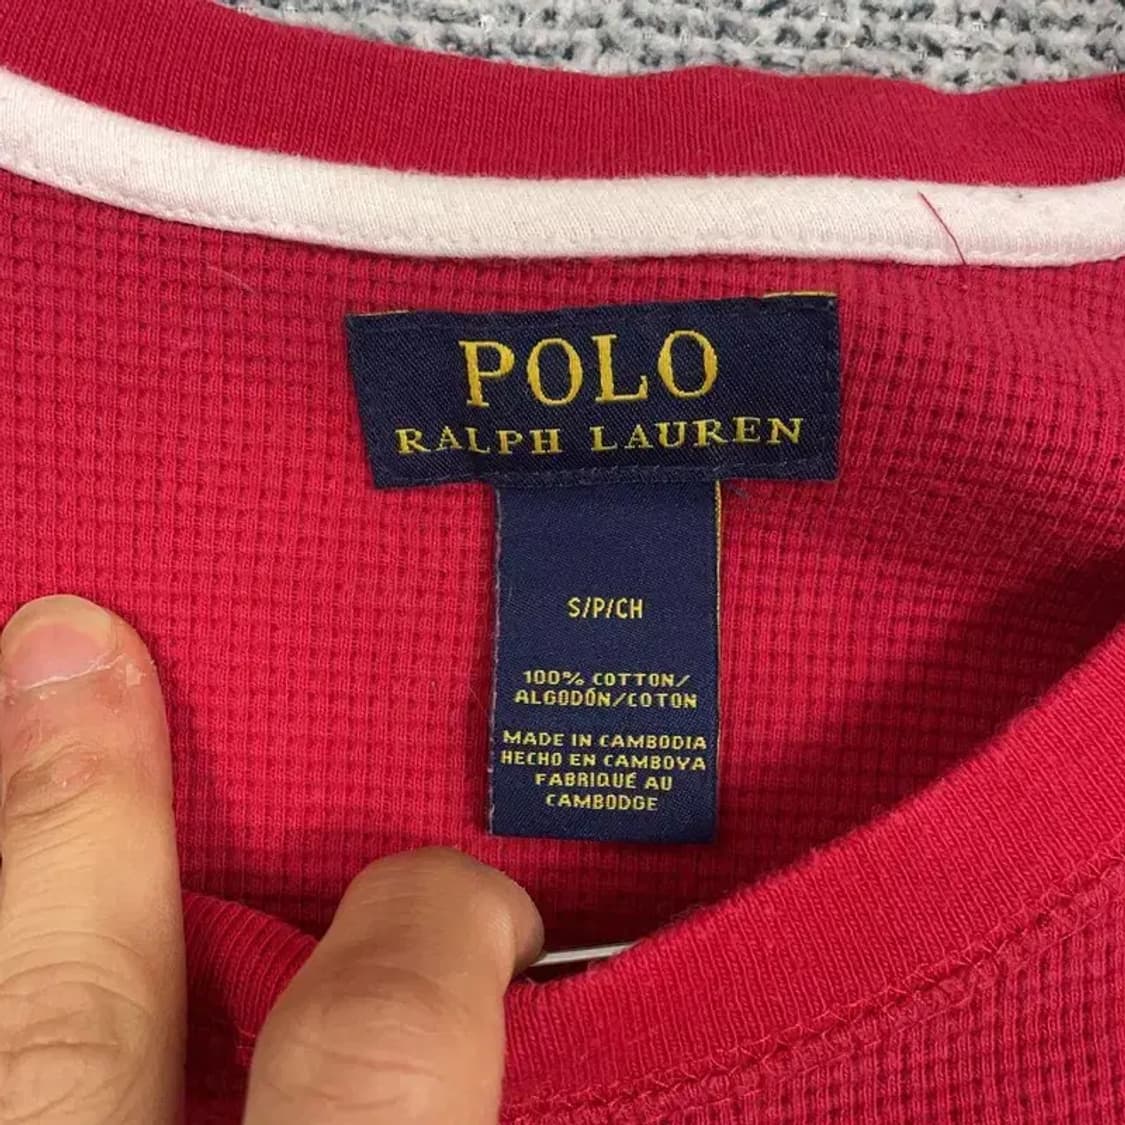 POLO
RALPH LAUREN
S/P/CH
100% COTTON/
ALGODÓN/COTON
MADE IN CAMBODIA
HECHO EN CAMBOYA
FABRIQUÉ AU
CAMBODGE